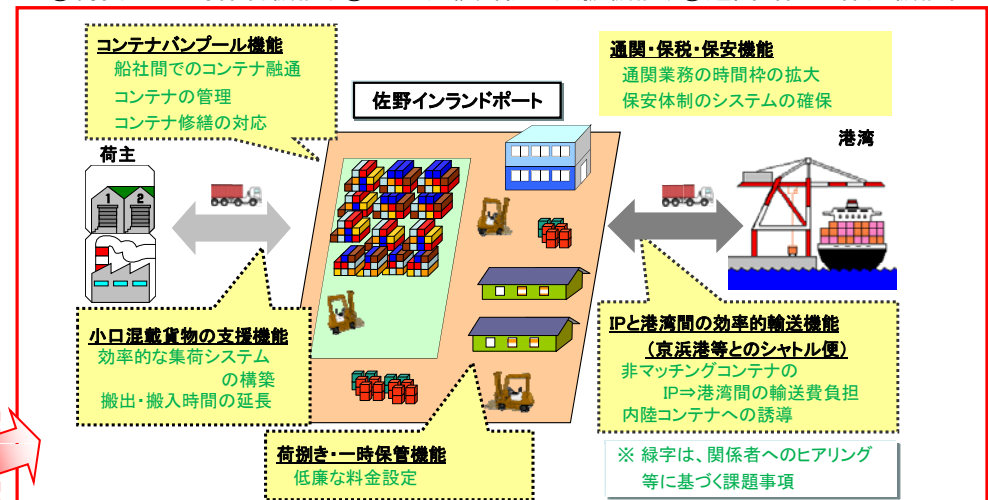 コンテナバンプール機能
船社間でのコンテナ融通
コンテナの管理
コンテナ修繕の対応
通関・保税・保安機能
通関業務の時間枠の拡大
保安体制のシステムの確保
佐野インランドポート
荷主
港湾
1 2
小口混載貨物の支援機能
効率的な集荷システム
の構築
搬出・搬入時間の延長
IPと港湾間の効率的輸送機能
(京浜港等とのシャトル便)
非マッチングコンテナの
IP⇒港湾間の輸送費負担
内陸コンテナへの誘導
荷捌き・一時保管機能
低廉な料金設定
※ 緑字は、関係者へのヒアリング
等に基づく課題事項